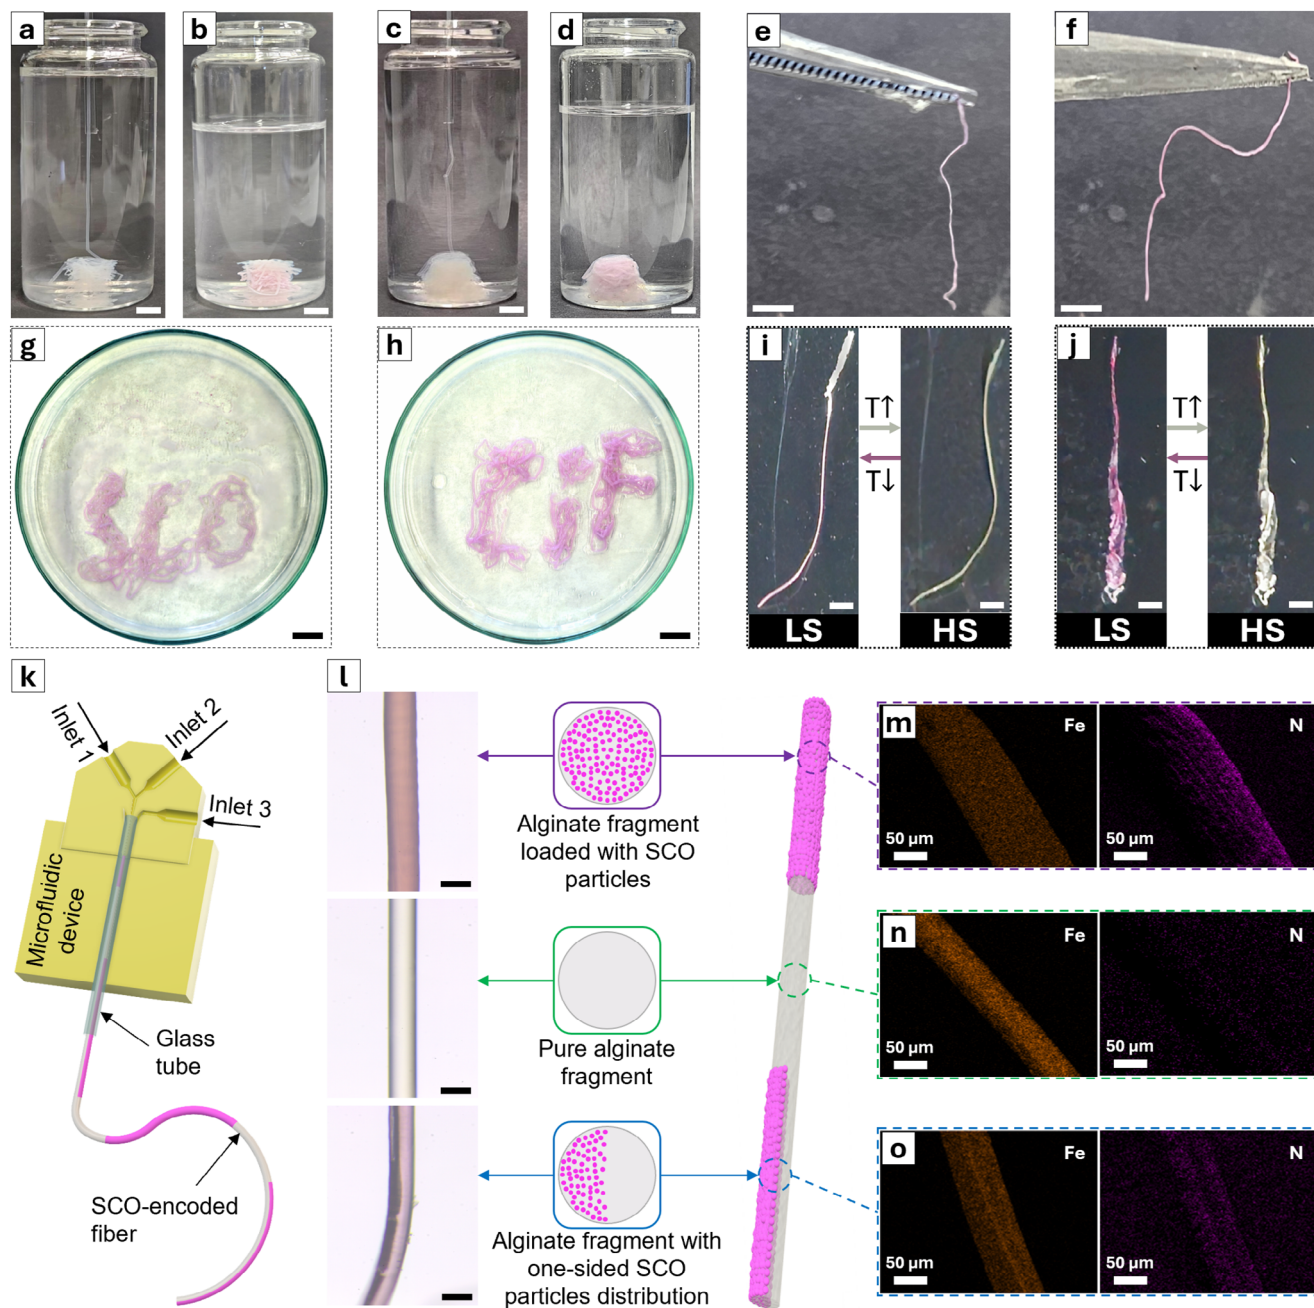 a
b
c
d
e
f
g
SCO
h
CiF
i
T↑
T↓
LS
HS
j
T↑
T↓
LS
HS
k
Inlet 1
Inlet 2
Inlet 3
Microfluidic
device
Glass
tube
SCO-encoded
fiber
l
Alginate fragment
loaded with SCO
particles
Pure alginate
fragment
Alginate fragment with
one-sided SCO
particles distribution
m
Fe
50 µm
N
50 µm
n
Fe
50 µm
N
50 µm
o
Fe
50 µm
N
50 µm